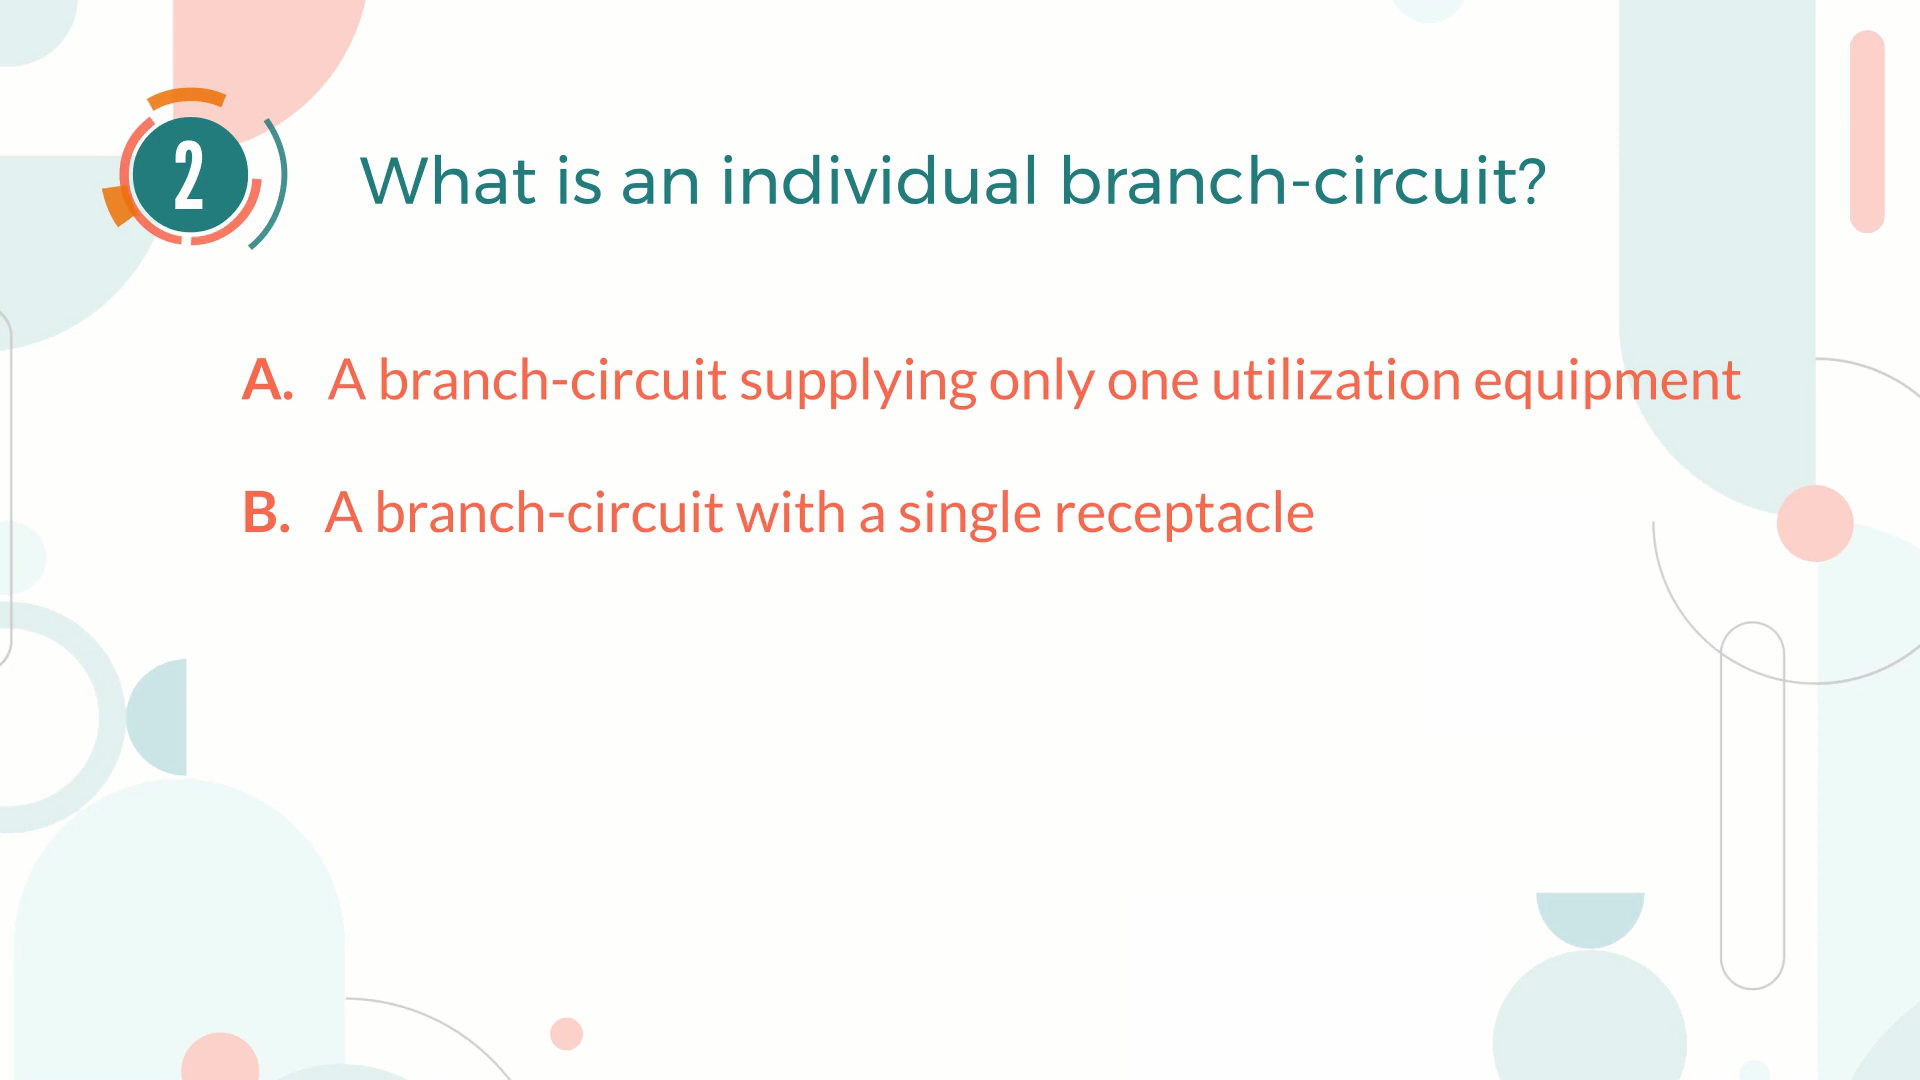 2
What is an individual branch-circuit?
A. A branch-circuit supplying only one utilization equipment
B. A branch-circuit with a single receptacle